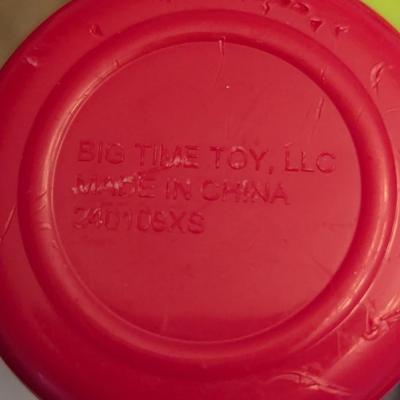 BIG TIME TOY, LLC
MADE IN CHINA
240106XS